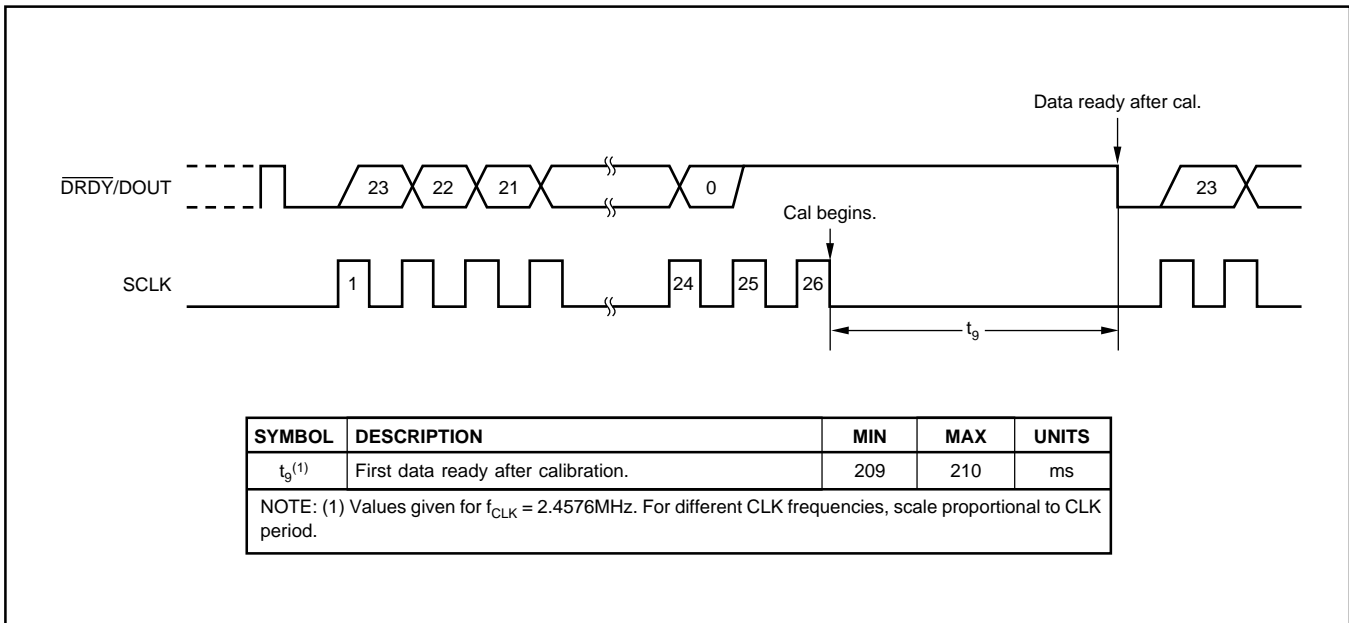 Data ready after cal.
DRDY/DOUT
23 22 21 0 23
Cal begins.
SCLK
1 24 25 26
t9
SYMBOL DESCRIPTION MIN MAX UNITS
t9(1) First data ready after calibration. 209 210 ms
NOTE: (1) Values given for fCLK = 2.4576MHz. For different CLK frequencies, scale proportional to CLK
period.